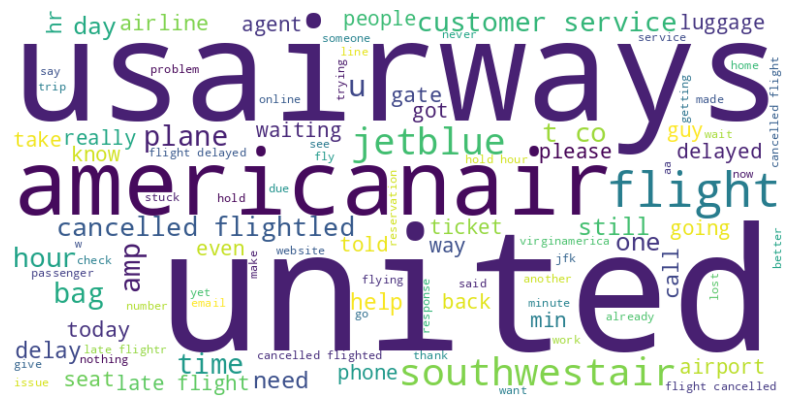 hr
day
airline
agent
people
customer service
luggage
usairways
someone
line
never
service
say
trip
problem
online
trying
u
gate
got
getting
made
home
cancelled flight
take
really
plane
waiting
see
fly
jetblue
t co
please
guy
wait
delayed
know
flight delayed
hold hour
aa
now
americanair
flight
stuck
hold
due
reservation
cancelled flightled
ticket
still
going
hour
w
check
passenger
amp
even
website
told
way
virginamerica
one
call
jfk
another
better
united
bag
make
flying
said
help
back
response
min
minute
already
lost
yet
email
number
go
today
work
delay
late flightr
nothing
give
issue
time
cancelled flighted
thank
southwestair
airport
seat
late flight
need
phone
want
flight cancelled